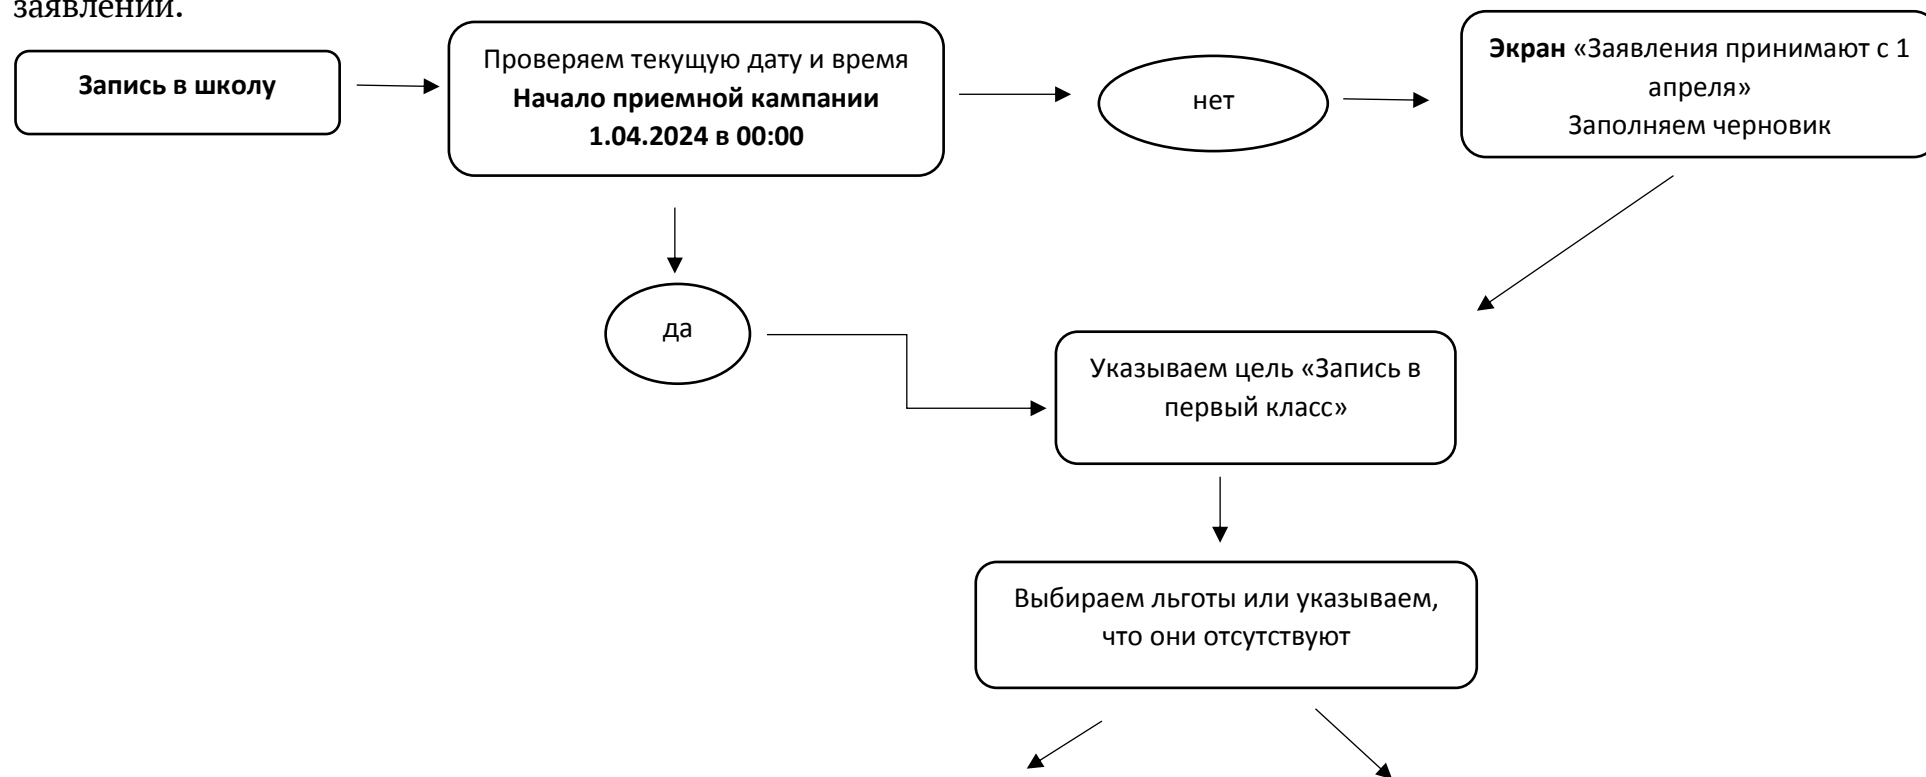 заявлений.
Запись в школу
Проверяем текущую дату и время
Начало приемной кампании
1.04.2024 в 00:00
нет
Экран «Заявления принимают с 1
апреля»
Заполняем черновик
да
Указываем цель «Запись в
первый класс»
Выбираем льготы или указываем,
что они отсутствуют